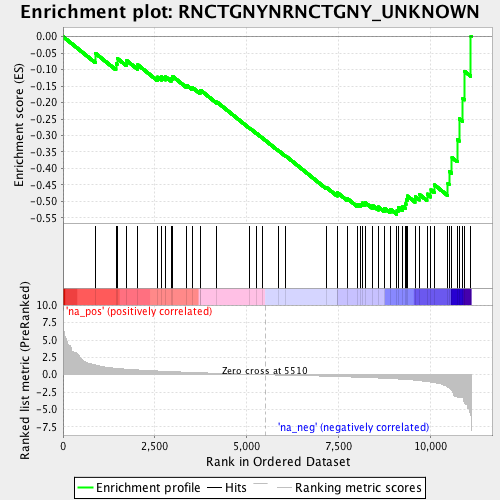 Enrichment plot: RNCTGNYNRNCTGNY_UNKNOWN
Enrichment score (ES)
0.00
-0.05
-0.10
-0.15
-0.20
-0.25
-0.30
-0.35
-0.40
-0.45
-0.50
-0.55
Ranked list metric (PreRanked)
10.0
7.5
5.0
2.5
0.0
-2.5
-5.0
-7.5
'na_pos' (positively correlated)
Zero cross at 5510
'na_neg' (negatively correlated)
0 2,500 5,000 7,500 10,000
Rank in Ordered Dataset
Enrichment profile Hits Ranking metric scores